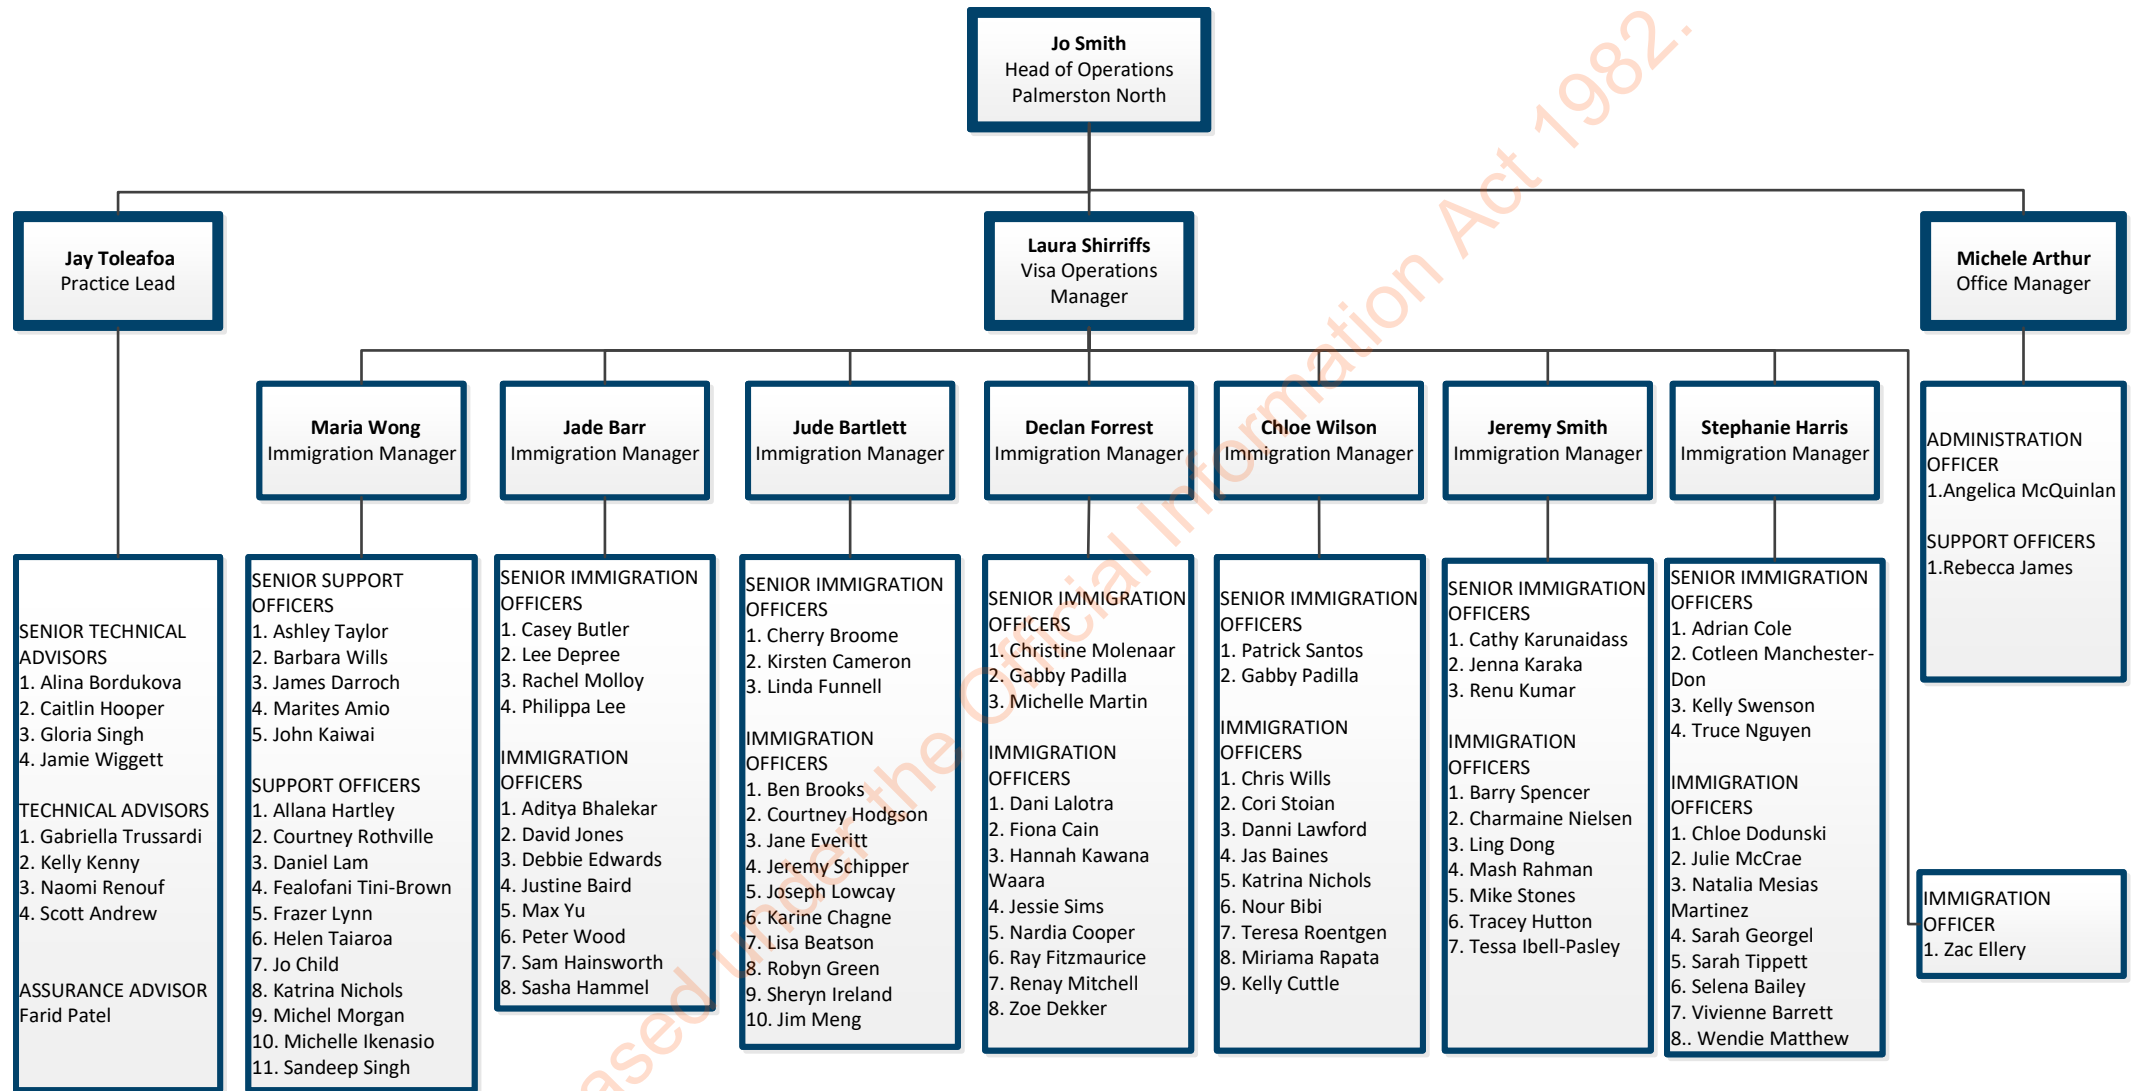 Jo Smith
Head of Operations
Palmerston North
Jay Toleafoa
Practice Lead
Laura Shirriffs
Visa Operations
Manager
Michele Arthur
Office Manager
Maria Wong
Immigration Manager
Jade Barr
Immigration Manager
Jude Bartlett
Immigration Manager
Declan Forrest
Immigration Manager
Chloe Wilson
Immigration Manager
Jeremy Smith
Immigration Manager
Stephanie Harris
Immigration Manager
ADMINISTRATION
OFFICER
1.Angelica McQuinlan
SUPPORT OFFICERS
1.Rebecca James
SENIOR TECHNICAL
ADVISORS
1. Alina Bordukova
2. Caitlin Hooper
3. Gloria Singh
4. Jamie Wiggett
TECHNICAL ADVISORS
1. Gabriella Trussardi
2. Kelly Kenny
3. Naomi Renouf
4. Scott Andrew
ASSURANCE ADVISOR
Farid Patel
SENIOR SUPPORT
OFFICERS
1. Ashley Taylor
2. Barbara Wills
3. James Darroch
4. Marites Amio
5. John Kaiwai
SUPPORT OFFICERS
1. Allana Hartley
2. Courtney Rothville
3. Daniel Lam
4. Fealofani Tini-Brown
5. Frazer Lynn
6. Helen Taiaroa
7. Jo Child
8. Katrina Nichols
9. Michel Morgan
10. Michelle Ikenasio
11. Sandeep Singh
SENIOR IMMIGRATION
OFFICERS
1. Casey Butler
2. Lee Depree
3. Rachel Molloy
4. Philippa Lee
IMMIGRATION
OFFICERS
1. Aditya Bhalekar
2. David Jones
3. Debbie Edwards
4. Justine Baird
5. Max Yu
6. Peter Wood
7. Sam Hainsworth
8. Sasha Hammel
SENIOR IMMIGRATION
OFFICERS
1. Cherry Broome
2. Kirsten Cameron
3. Linda Funnell
IMMIGRATION
OFFICERS
1. Ben Brooks
2. Courtney Hodgson
3. Jane Everitt
4. Jeremy Schipper
5. Joseph Lowcay
6. Karine Chagne
7. Lisa Beatson
8. Robyn Green
9. Sheryn Ireland
10. Jim Meng
SENIOR IMMIGRATION
OFFICERS
1. Christine Molenaar
2. Gabby Padilla
3. Michelle Martin
IMMIGRATION
OFFICERS
1. Dani Lalotra
2. Fiona Cain
3. Hannah Kawana
Waara
4. Jessie Sims
5. Nardia Cooper
6. Ray Fitzmaurice
7. Renay Mitchell
8. Zoe Dekker
SENIOR IMMIGRATION
OFFICERS
1. Patrick Santos
2. Gabby Padilla
IMMIGRATION
OFFICERS
1. Chris Wills
2. Cori Stoian
3. Danni Lawford
4. Jas Baines
5. Katrina Nichols
6. Nour Bibi
7. Teresa Roentgen
8. Miriama Rapata
9. Kelly Cuttle
SENIOR IMMIGRATION
OFFICERS
1. Cathy Karunaidass
2. Jenna Karaka
3. Renu Kumar
IMMIGRATION
OFFICERS
1. Barry Spencer
2. Charmaine Nielsen
3. Ling Dong
4. Mash Rahman
5. Mike Stones
6. Tracey Hutton
7. Tessa Ibell-Pasley
SENIOR IMMIGRATION
OFFICERS
1. Adrian Cole
2. Cotleen Manchester-
Don
3. Kelly Swenson
4. Truce Nguyen
IMMIGRATION
OFFICERS
1. Chloe Dodunski
2. Julie McCrae
3. Natalia Mesias
Martinez
4. Sarah Georgel
5. Sarah Tippett
6. Selena Bailey
7. Vivienne Barrett
8.. Wendie Matthew
IMMIGRATION
OFFICER
1. Zac Ellery
ased under the Official Information Act 1982.